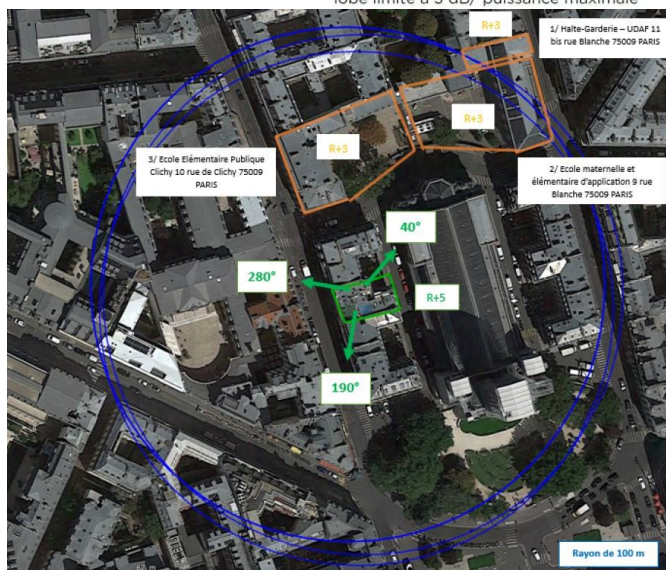 lobe limité à 3 dB/ puissance maximale
R+3
1/ Halte-Garderie – UDAF 11
bis rue Blanche 75009 PARIS
R+3
R+3
3/ Ecole Elémentaire Publique
Clichy 10 rue de Clichy 75009
PARIS
2/ Ecole maternelle et
élémentaire d'application 9 rue
Blanche 75009 PARIS
40°
280°
R+5
190°
Rayon de 100 m